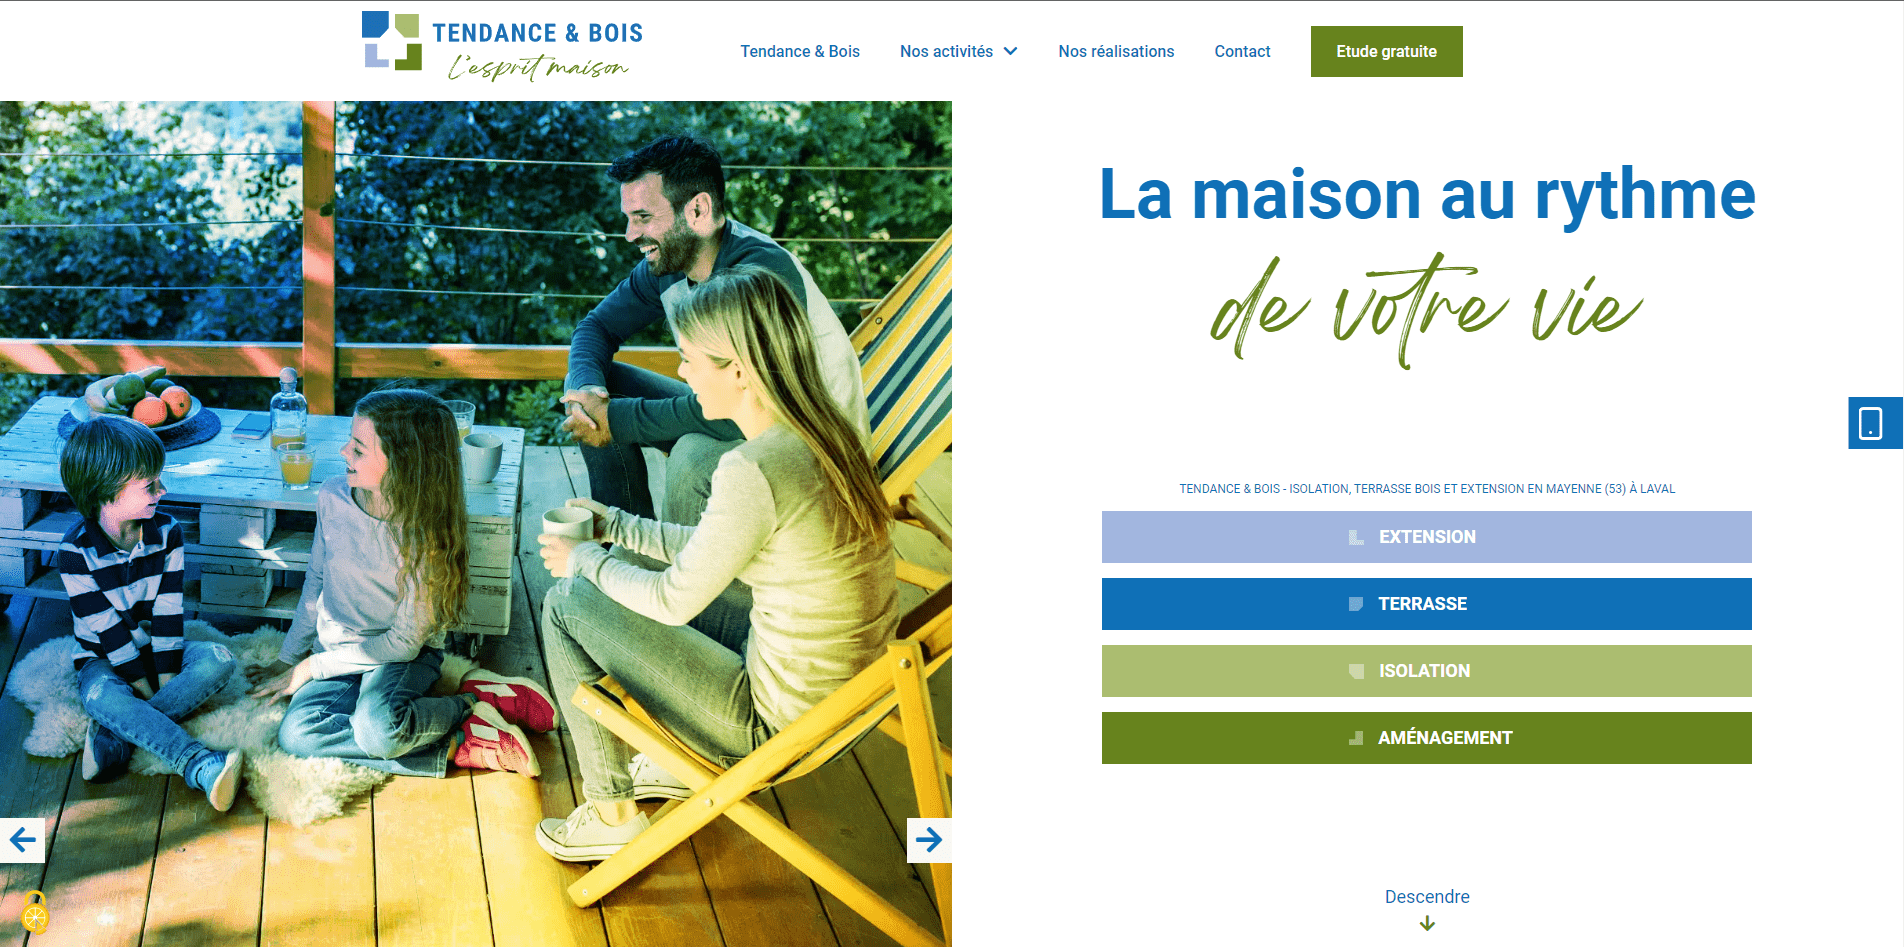 TENDANCE & BOIS
L'esprit maison
Tendance & Bois
Nos activités
Nos réalisations
Contact
Etude gratuite
La maison au rythme
de votre vie
TENDANCE & BOIS - ISOLATION, TERRASSE BOIS ET EXTENSION EN MAYENNE (53) À LAVAL
EXTENSION
TERRASSE
ISOLATION
AMÉNAGEMENT
Descendre